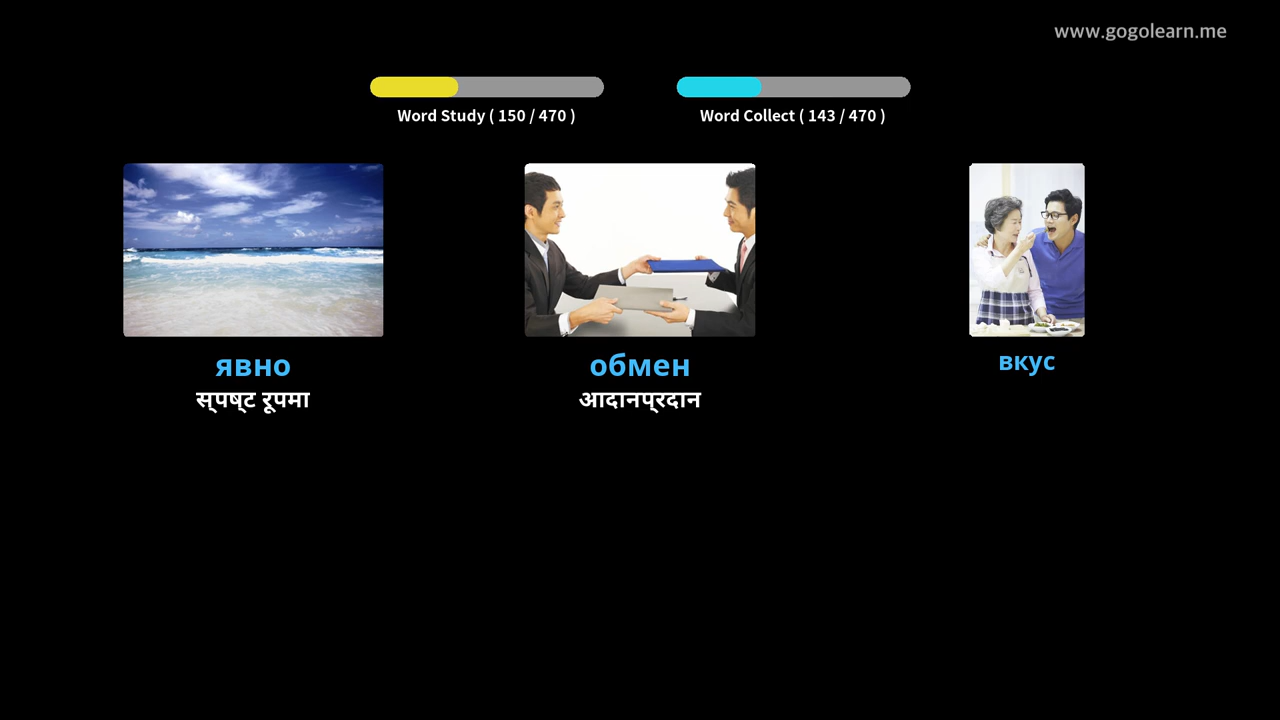 www.gogolearn.me
Word Study ( 150 / 470 )
Word Collect ( 143 / 470 )
явно
स्पष्ट रूपमा
обмен
आदानप्रदान
вкус